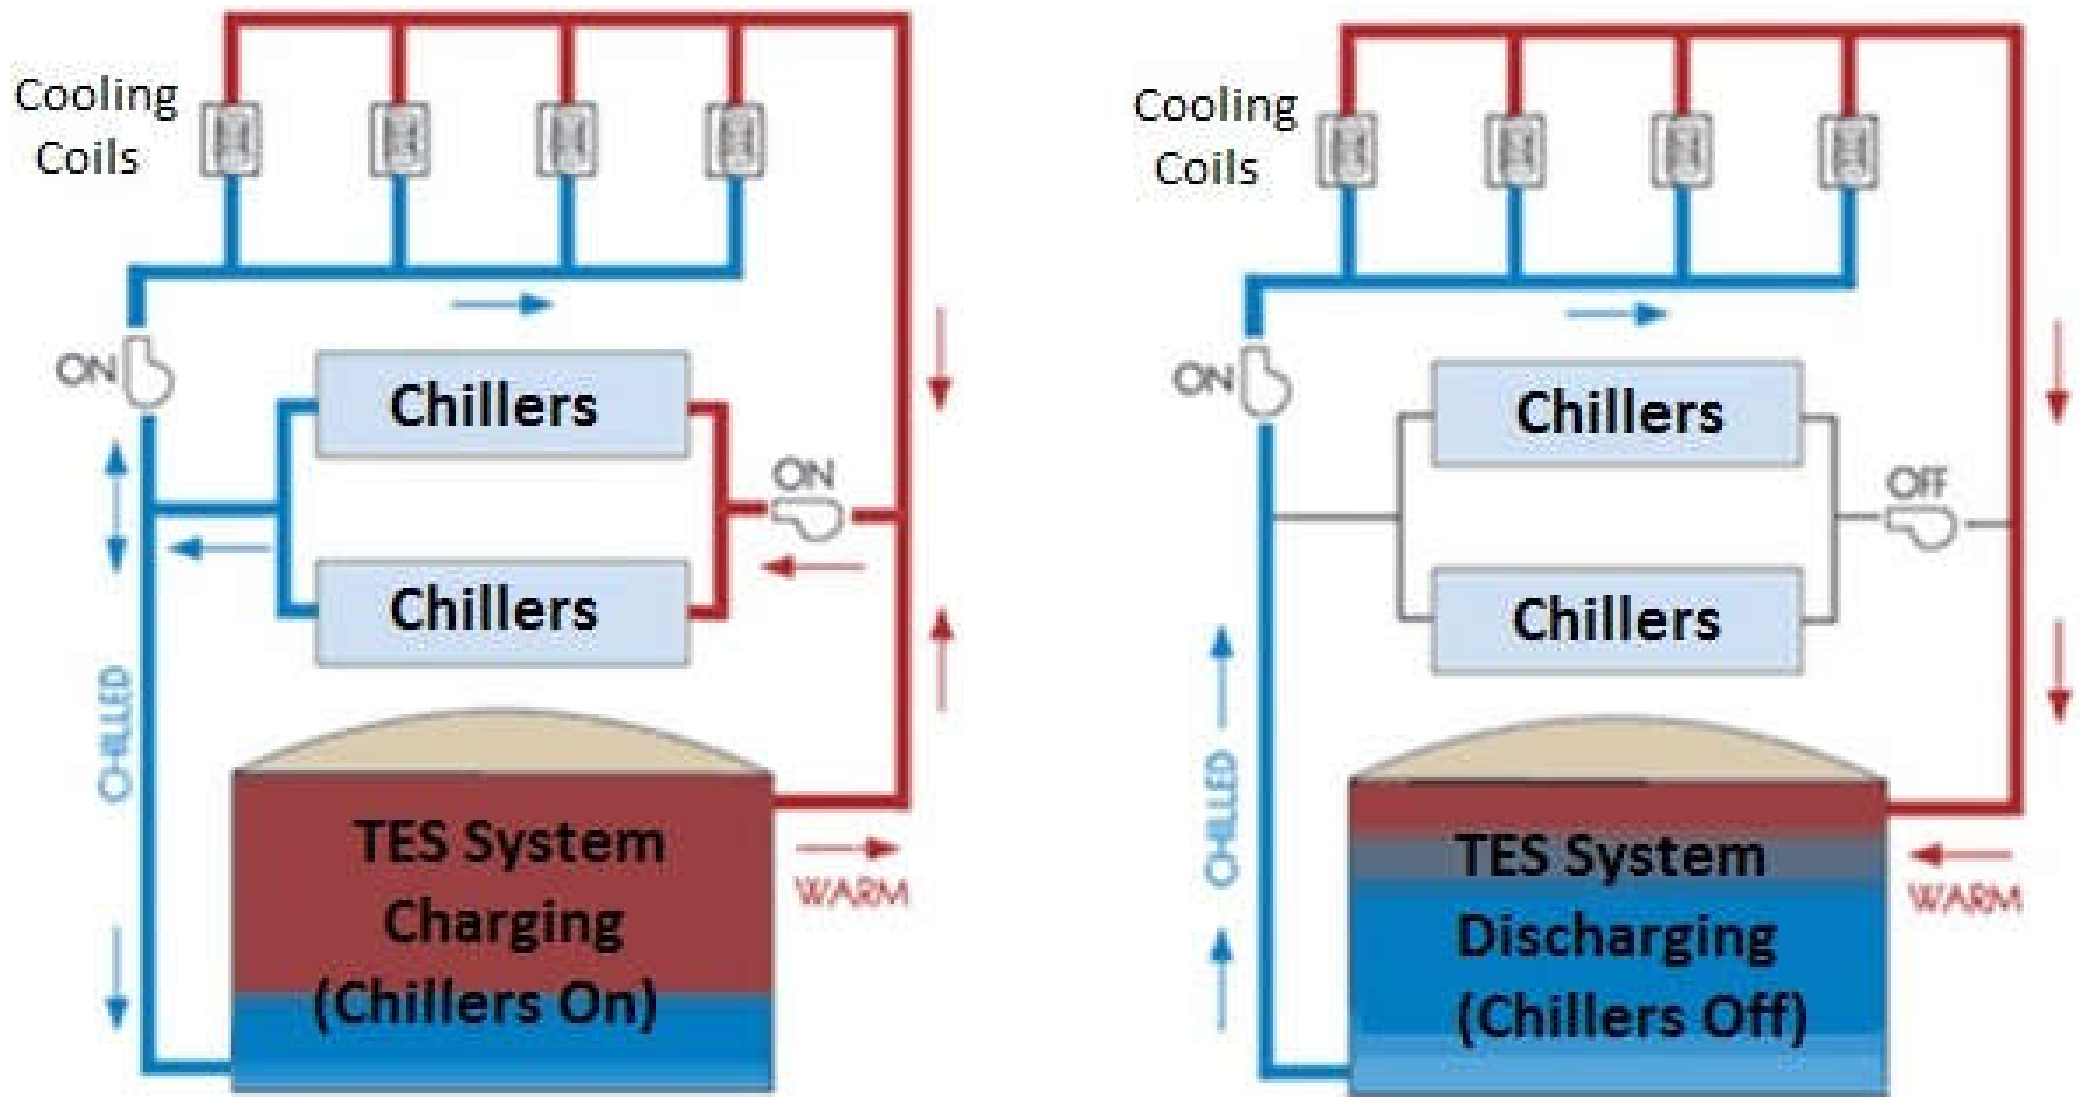 Cooling
Coils
ON
Chillers
ON
Chillers
CHILLED
TES System
Charging
(Chillers On)
WARM
Cooling
Coils
ON
Chillers
OFF
Chillers
CHILLED
TES System
Discharging
(Chillers Off)
WARM